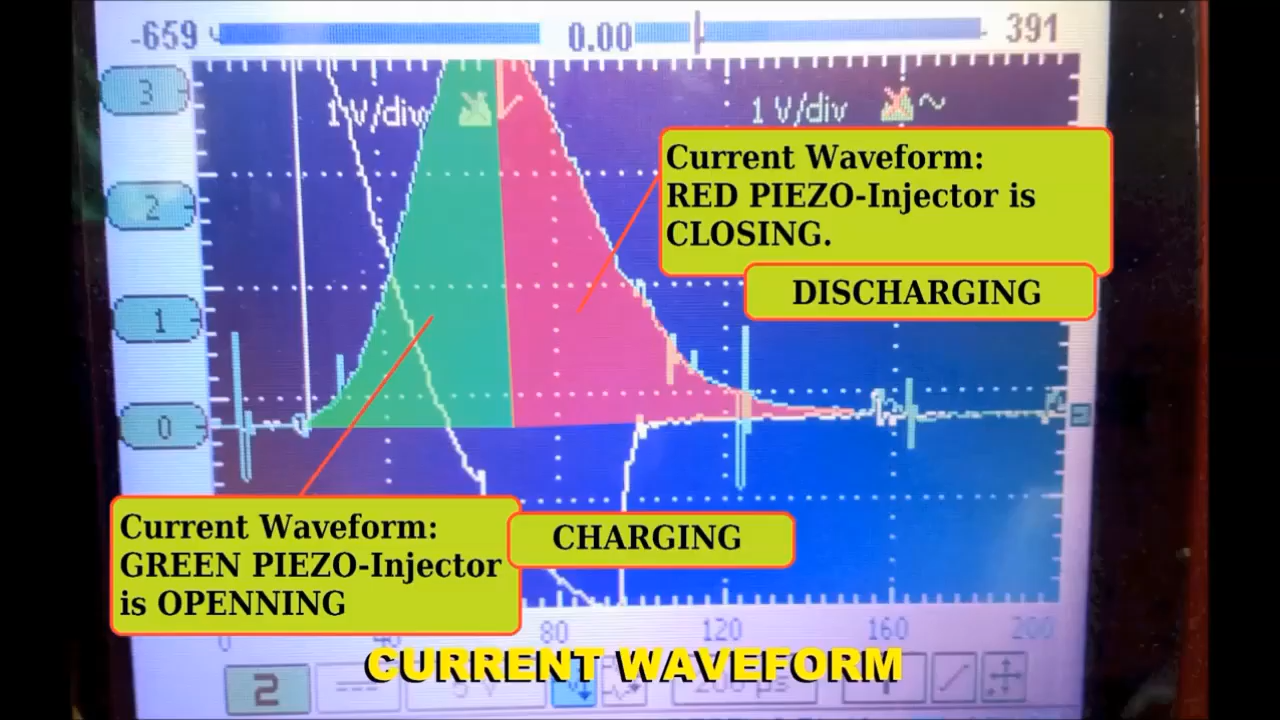 -659 0.00 391
3
1 V/div 1 V/div
Current Waveform:
RED PIEZO-Injector is
CLOSING.
2
DISCHARGING
1
0
Current Waveform:
GREEN PIEZO-Injector
is OPENNING
CHARGING
0 40 80 120 160 200
CURRENT WAVEFORM
2